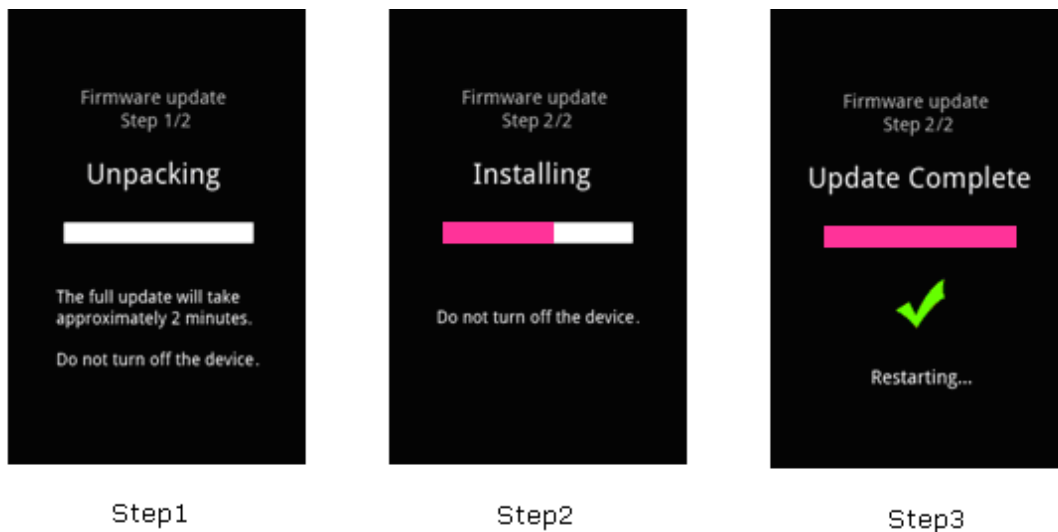 Firmware update
Step 1/2
Unpacking
The full update will take
approximately 2 minutes.
Do not turn off the device.
Step1
Firmware update
Step 2/2
Installing
Do not turn off the device.
Step2
Firmware update
Step 2/2
Update Complete
Restarting...
Step3